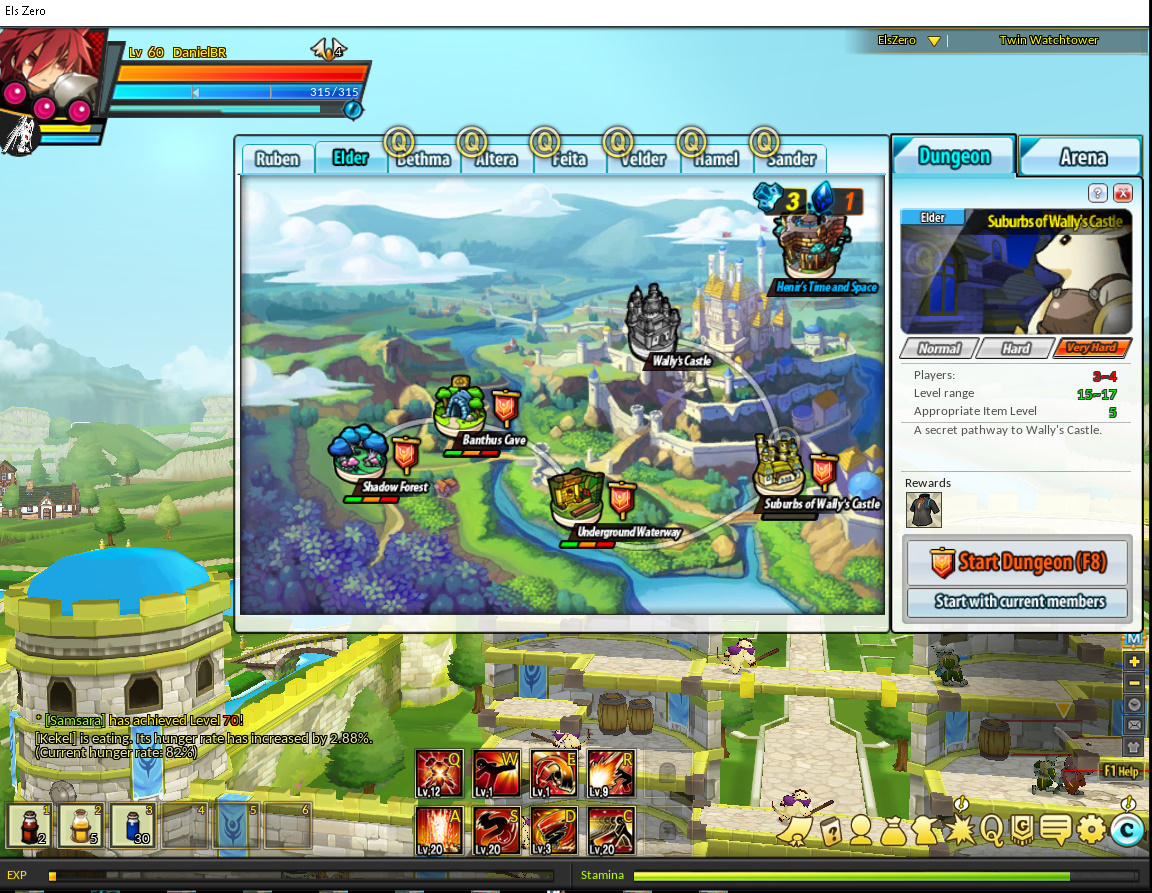 Els Zero
Lv 60 DanielBR
4
315/315
ElsZero
Twin Watchtower
Q Q Q Q Q Q
Ruben Elder Bethma Altera Feita Velder Hamel Sander
Dungeon Arena
?
3 1
Henir's Time and Space
Wally's Castle
Banthus Cave
Shadow Forest
Suburbs of Wally's Castle
Underground Waterway
Elder
Suburbs of Wally's Castle
Normal Hard Very Hard
Players: 3~4
Level range 15~17
Appropriate Item Level 5
A secret pathway to Wally's Castle.
Rewards
Start Dungeon (F8)
Start with current members
M
* [Samsara] has achieved Level 70!
[Keke!] is eating. Its hunger rate has increased by 2.88%.
(Current hunger rate: 82%)
Q W E R
Lv,12 Lv,1 Lv,1 Lv,9
F1 Help
1 2 3 4 5 6
2 5 30
A S D C
Lv,20 Lv,20 Lv,3 Lv,20
EXP
Stamina